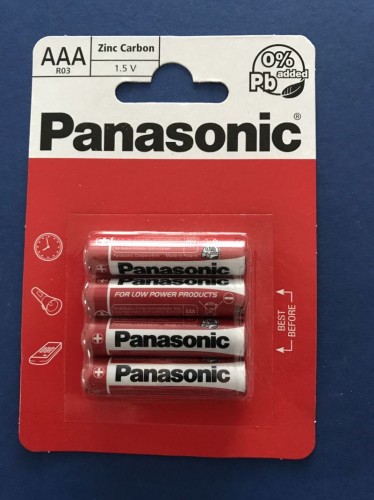 AAA
R03
Zinc Carbon
1.5 V
0%
Pb added
Panasonic®
Panasonic
FOR LOW POWER PRODUCTS
AAA
Panasonic
Panasonic
BEST
BEFORE